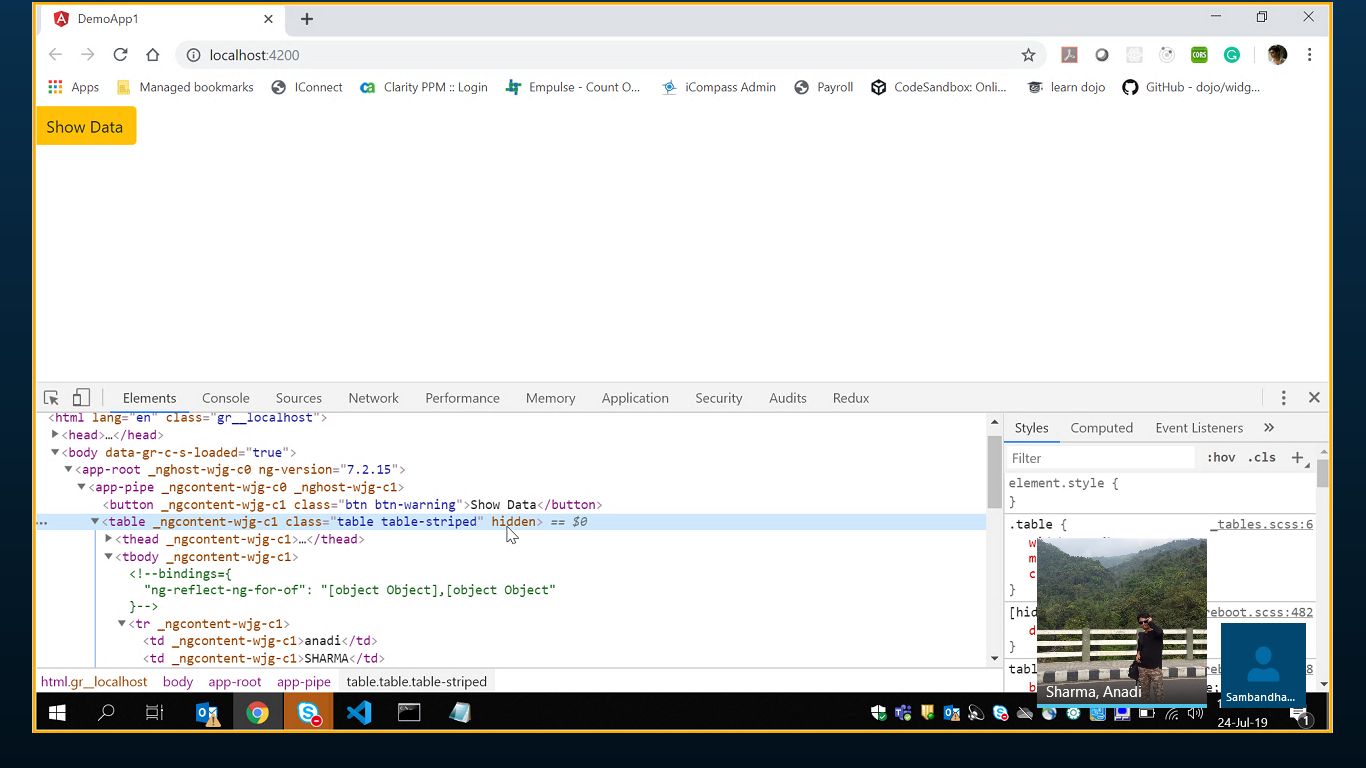 DemoApp1
localhost:4200
Apps Managed bookmarks IConnect Clarity PPM :: Login Empulse - Count O... iCompass Admin Payroll CodeSandbox: Onli... learn dojo GitHub - dojo/widg...
Show Data
Elements Console Sources Network Performance Memory Application Security Audits Redux
<html lang="en" class="gr__localhost">
<head>…</head>
<body data-gr-c-s-loaded="true">
<app-root _nghost-wjg-c0 ng-version="7.2.15">
<app-pipe _ngcontent-wjg-c0 _nghost-wjg-c1>
<button _ngcontent-wjg-c1 class="btn btn-warning">Show Data</button>
<table _ngcontent-wjg-c1 class="table table-striped" hidden> == $0
<thead _ngcontent-wjg-c1>…</thead>
<tbody _ngcontent-wjg-c1>
<!--bindings={
"ng-reflect-ng-for-of": "[object Object],[object Object"
}-->
<tr _ngcontent-wjg-c1>
<td _ngcontent-wjg-c1>anadi</td>
<td _ngcontent-wjg-c1>SHARMA</td>
html.gr__localhost body app-root app-pipe table.table.table-striped
Styles Computed Event Listeners »
Filter :hov .cls +
element.style {
}
.table { _tables.scss:6
w
m
c
}
[hid reboot.scss:482
d
}
tabl
b
Sharma, Anadi
Sambandha...
CORS
24-Jul-19
1